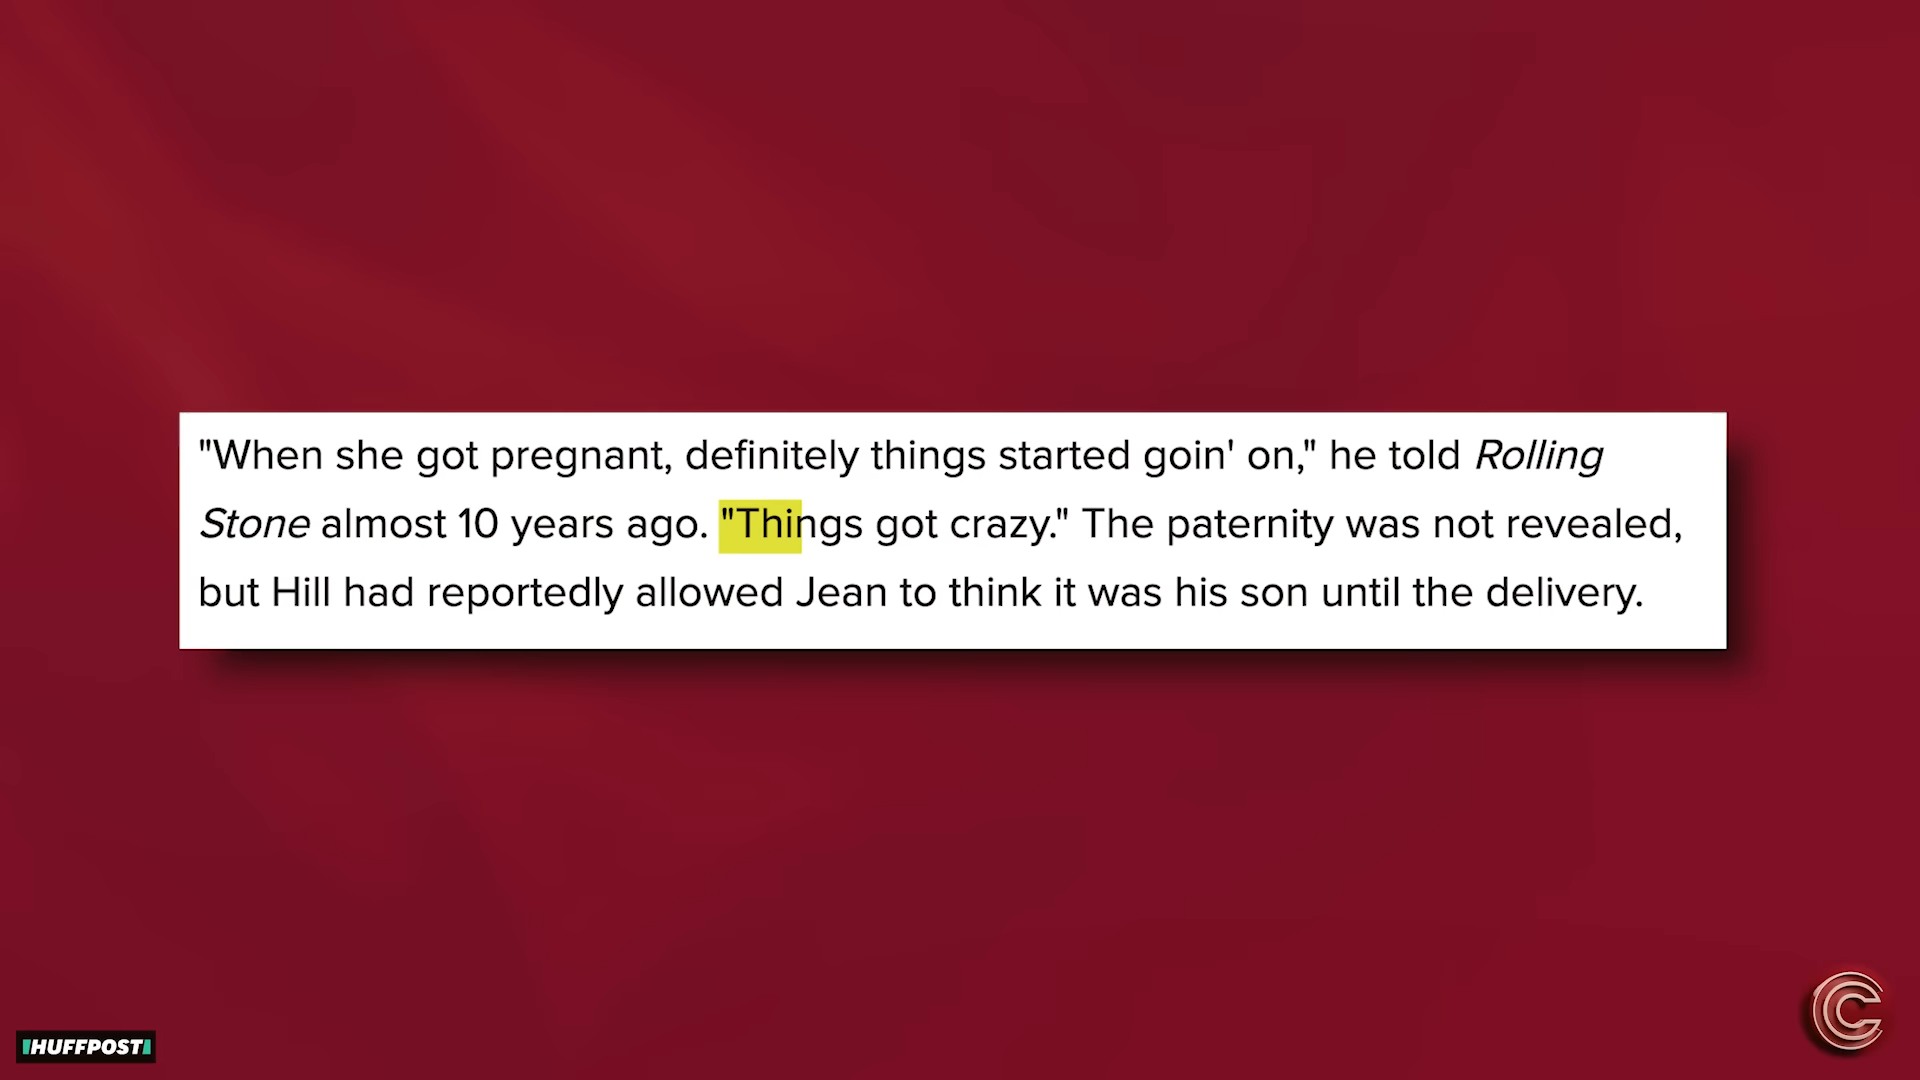 "When she got pregnant, definitely things started goin' on," he told Rolling
Stone almost 10 years ago. "Things got crazy." The paternity was not revealed,
but Hill had reportedly allowed Jean to think it was his son until the delivery.
HUFFPOST
C